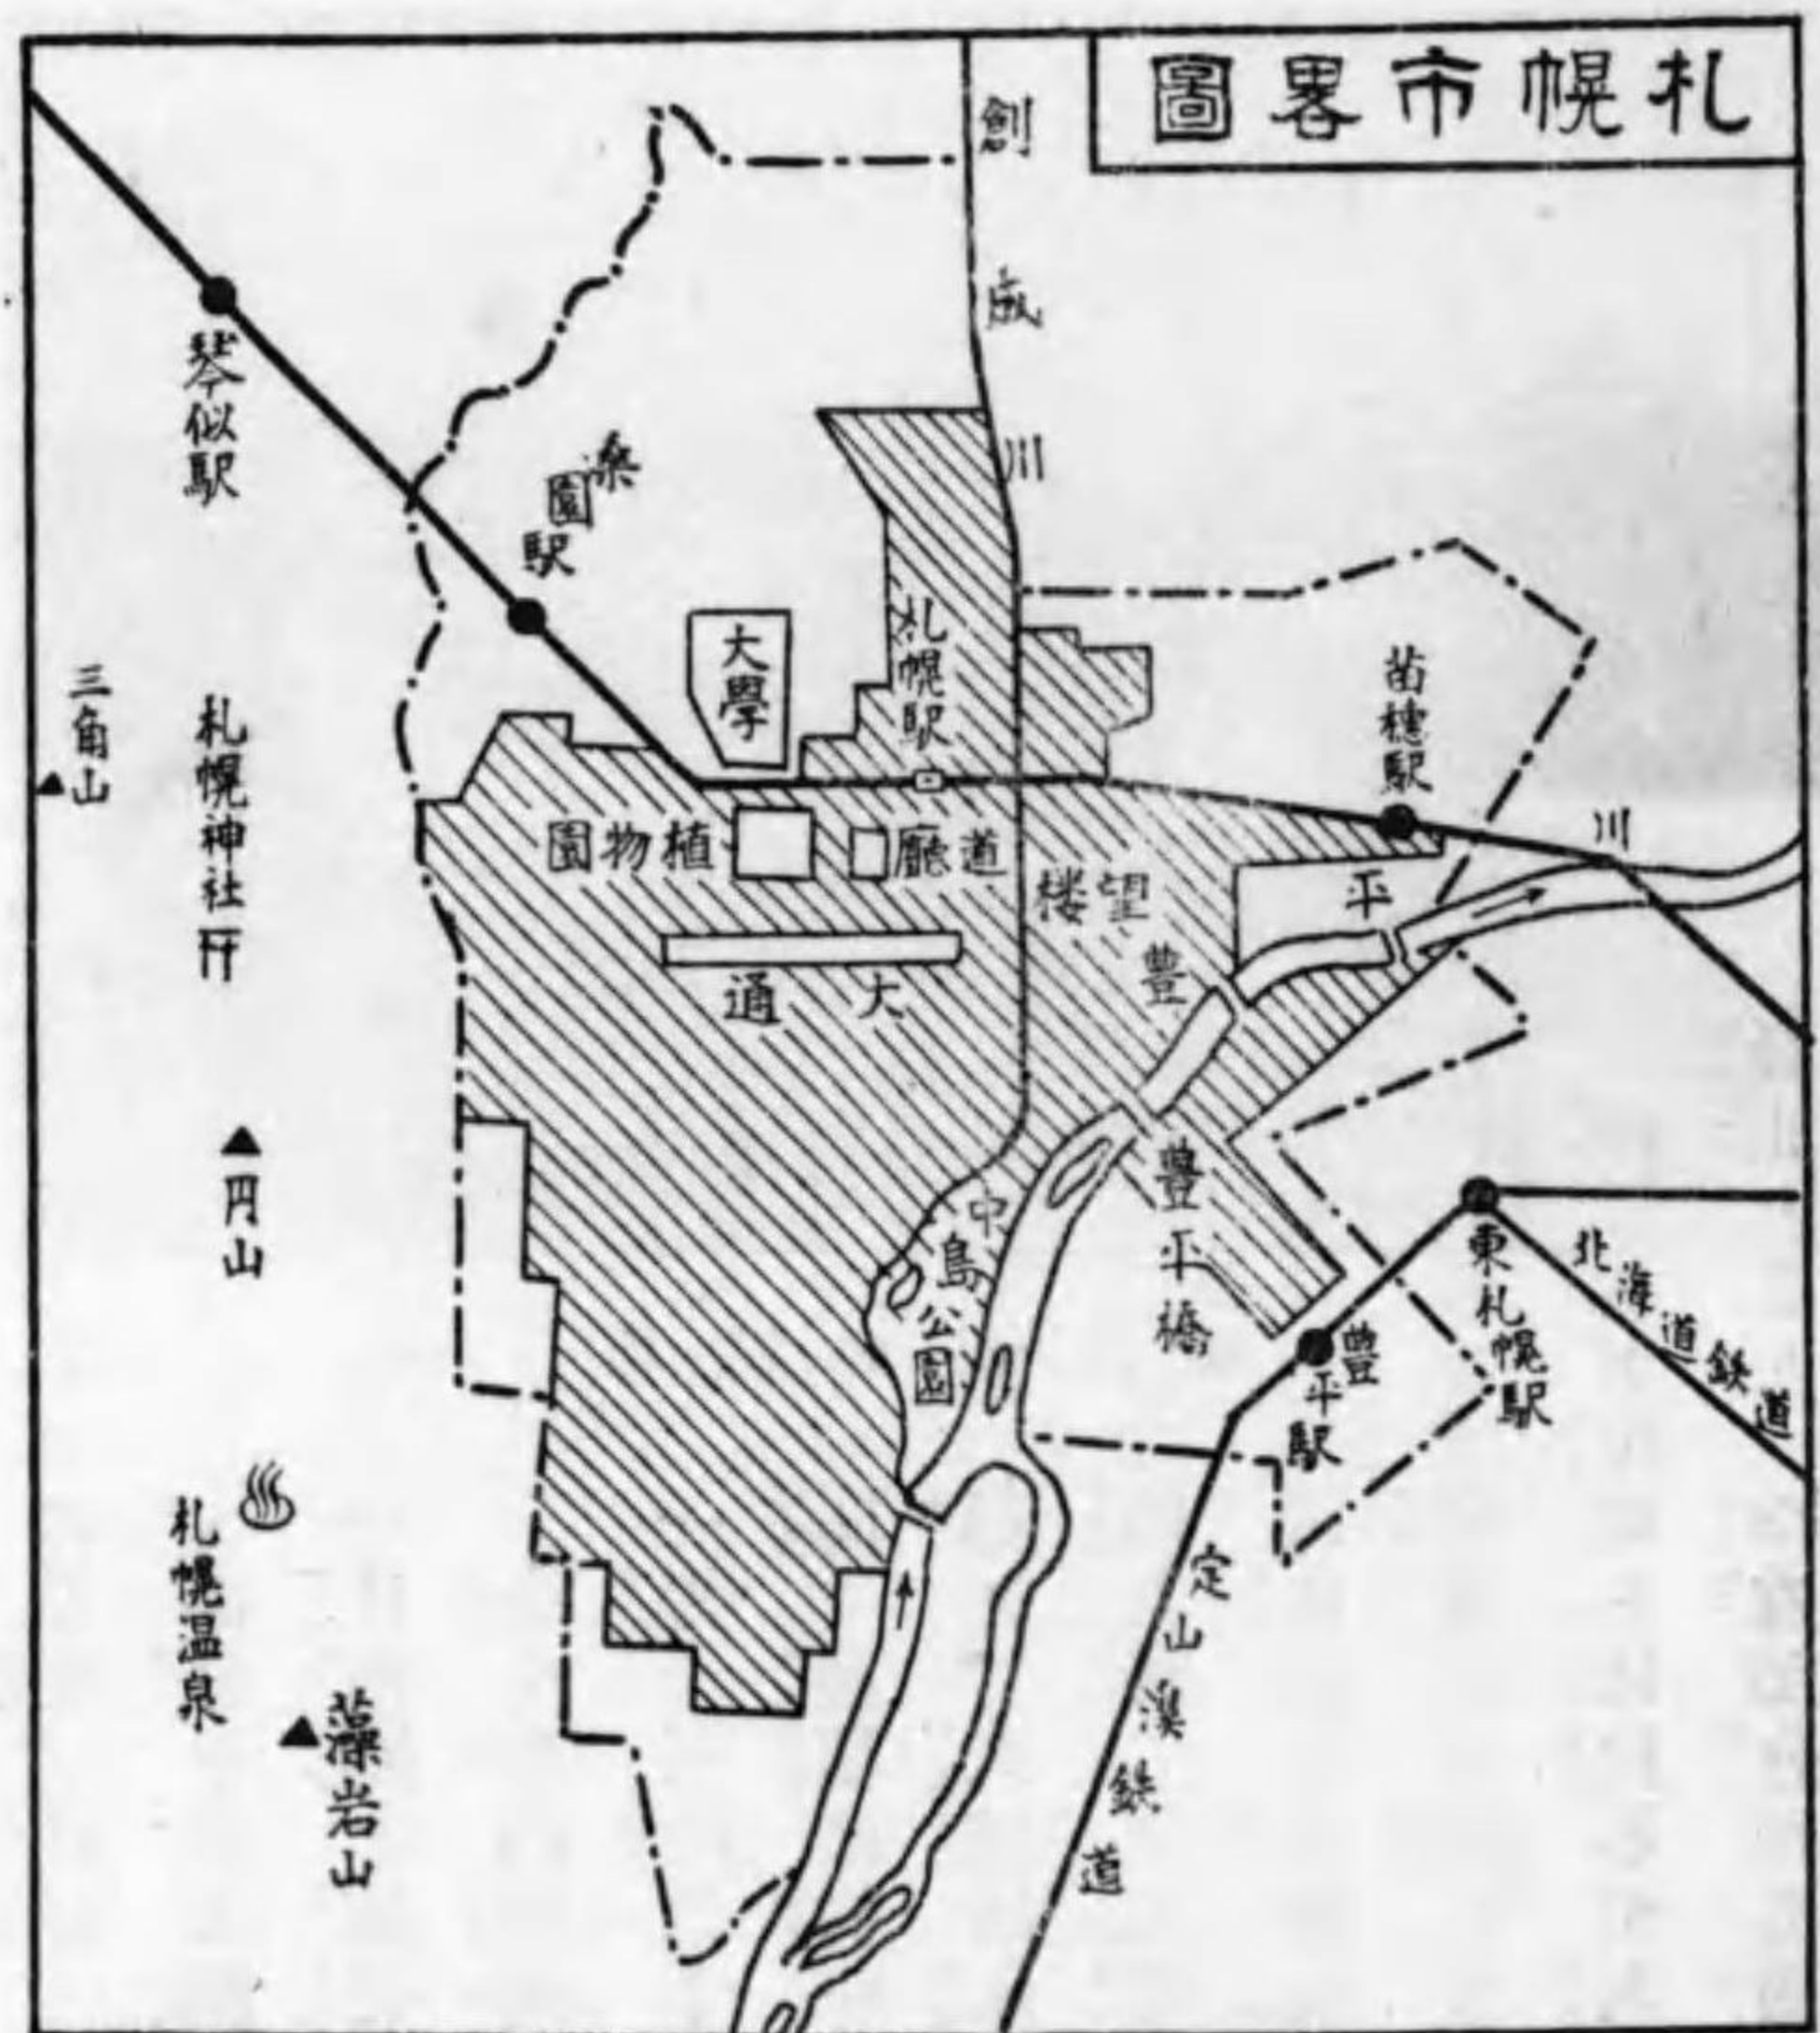 札幌市畧圖
創成川
琴似駅
桑園駅
大學
札幌駅
苗穂駅
三角山
札幌神社
植物園
道廳
望楼
豊平川
大通
円山
豊平橋
中島公園
東札幌駅
北海道鉄道
豊平駅
札幌温泉
藻岩山
定山渓鉄道